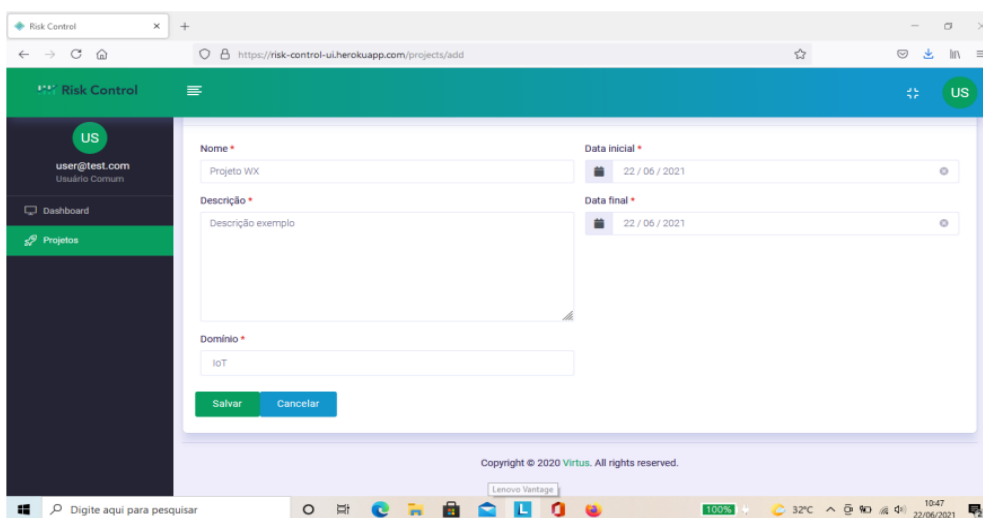 Risk Control
https://risk-control-ui.herokuapp.com/projects/add
Risk Control
US
US
user@test.com
Usuário Comum
Dashboard
Projetos
Nome *
Projeto WX
Descrição *
Descrição exemplo
Domínio *
IoT
Data inicial *
22 / 06 / 2021
Data final *
22 / 06 / 2021
Salvar
Cancelar
Copyright © 2020 Virtus. All rights reserved.
Lenovo Vantage
Digite aqui para pesquisar
L
100%
32°C
10:47
22/06/2021